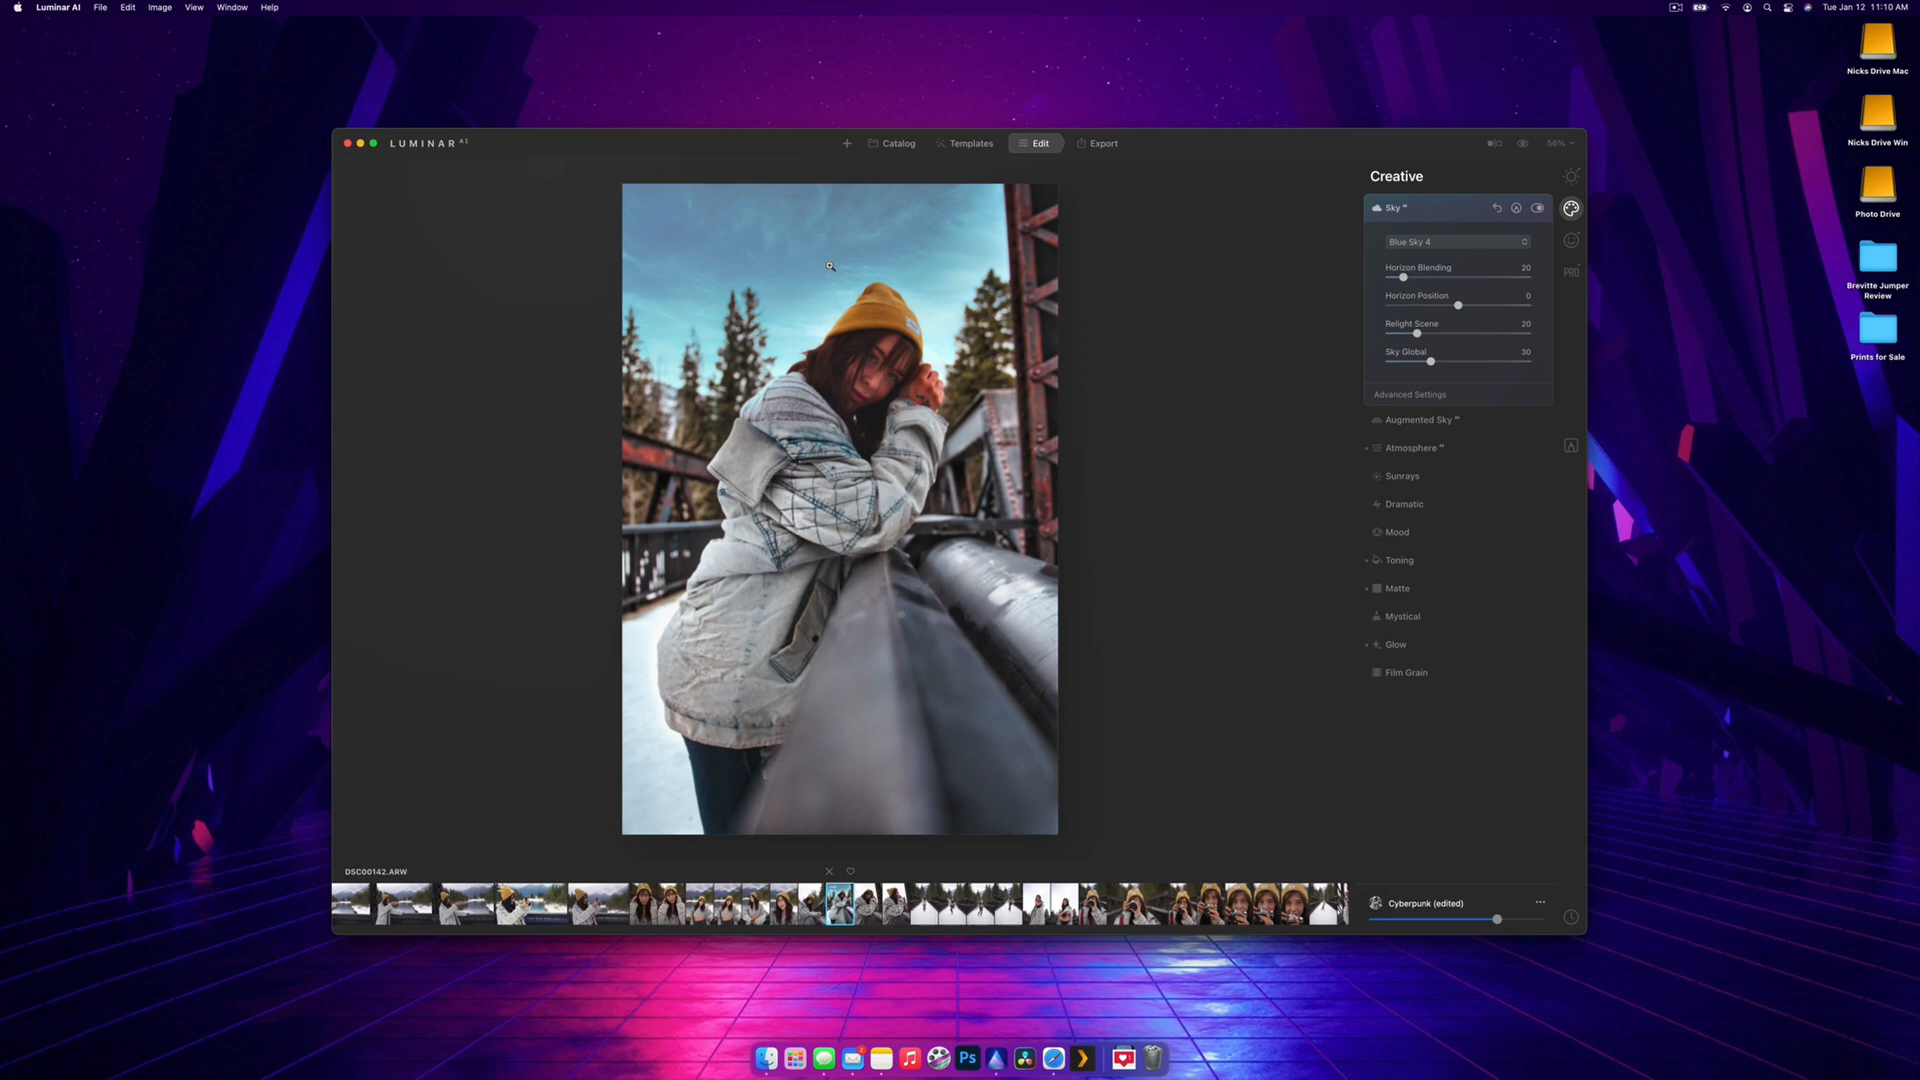 Luminar AI File Edit Image View Window Help
Tue Jan 12 11:10 AM
Nicks Drive Mac
Nicks Drive Win
Photo Drive
Brevitte Jumper
Review
Prints for Sale
LUMINAR AI
Catalog Templates Edit Export
56%
Creative
Sky AI
Blue Sky 4
Horizon Blending 20
Horizon Position 0
Relight Scene 20
Sky Global 30
Advanced Settings
Augmented Sky AI
Atmosphere AI
Sunrays
Dramatic
Mood
Toning
Matte
Mystical
Glow
Film Grain
PRO
DSC00142.ARW
Cyberpunk (edited)
Ps